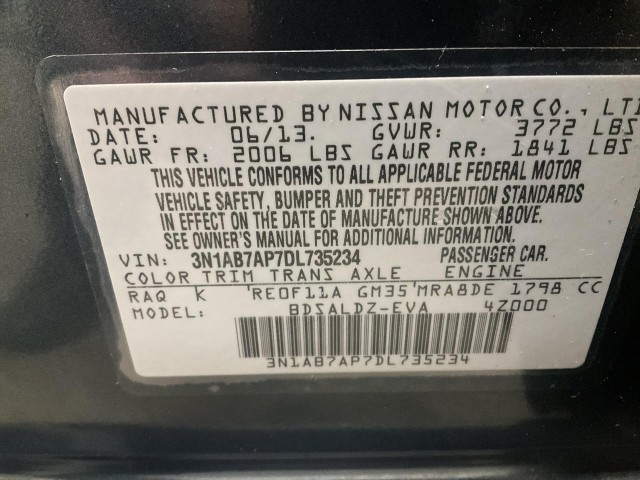 MANUFACTURED BY NISSAN MOTOR CO., LT
DATE: 06/13. GVWR: 3772 LBS
GAWR FR: 2006 LBS GAWR RR: 1841 LBS
THIS VEHICLE CONFORMS TO ALL APPLICABLE FEDERAL MOTOR
VEHICLE SAFETY, BUMPER AND THEFT PREVENTION STANDARDS
IN EFFECT ON THE DATE OF MANUFACTURE SHOWN ABOVE.
SEE OWNER'S MANUAL FOR ADDITIONAL INFORMATION.
VIN: 3N1AB7AP7DL735234 PASSENGER CAR.
COLOR TRIM TRANS AXLE ENGINE
RAQ K 'RE0F11A GM35 MRA8DE 1798 CC
MODEL: BDSALDZ-EVA 4Z000
3N1AB7AP7DL735234